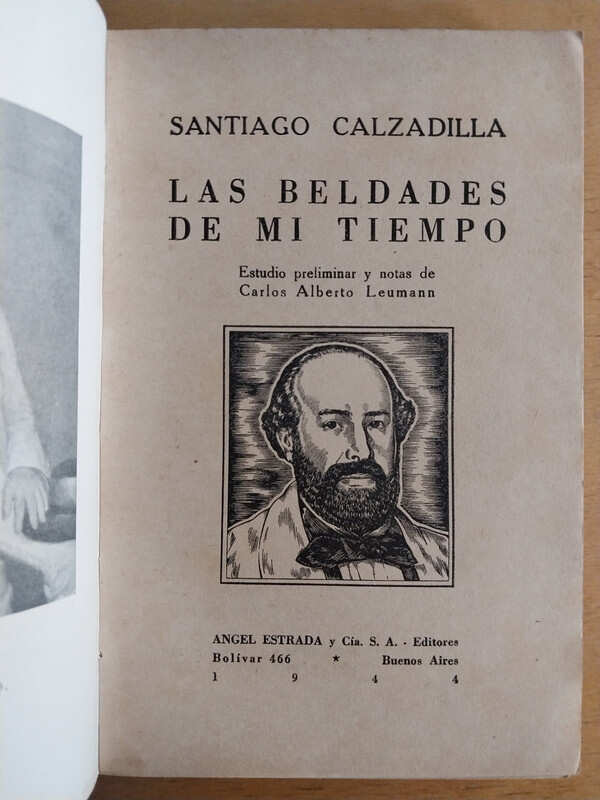 SANTIAGO CALZADILLA
LAS BELDADES
DE MI TIEMPO
Estudio preliminar y notas de
Carlos Alberto Leumann
ANGEL ESTRADA y Cía. S. A. - Editores
Bolívar 466 * Buenos Aires
1 9 4 4